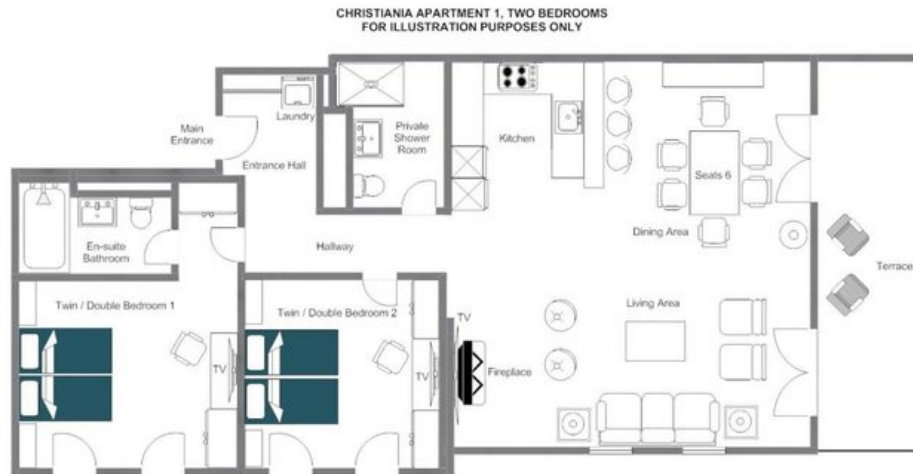 CHRISTIANIA APARTMENT 1, TWO BEDROOMS
FOR ILLUSTRATION PURPOSES ONLY
Laundry
Main
Entrance
Entrance Hall
Private
Shower
Room
Kitchen
Seats 6
Dining Area
En-suite
Bathroom
Hallway
Terrace
Twin / Double Bedroom 1
Twin / Double Bedroom 2
Living Area
TV
TV
TV
Fireplace